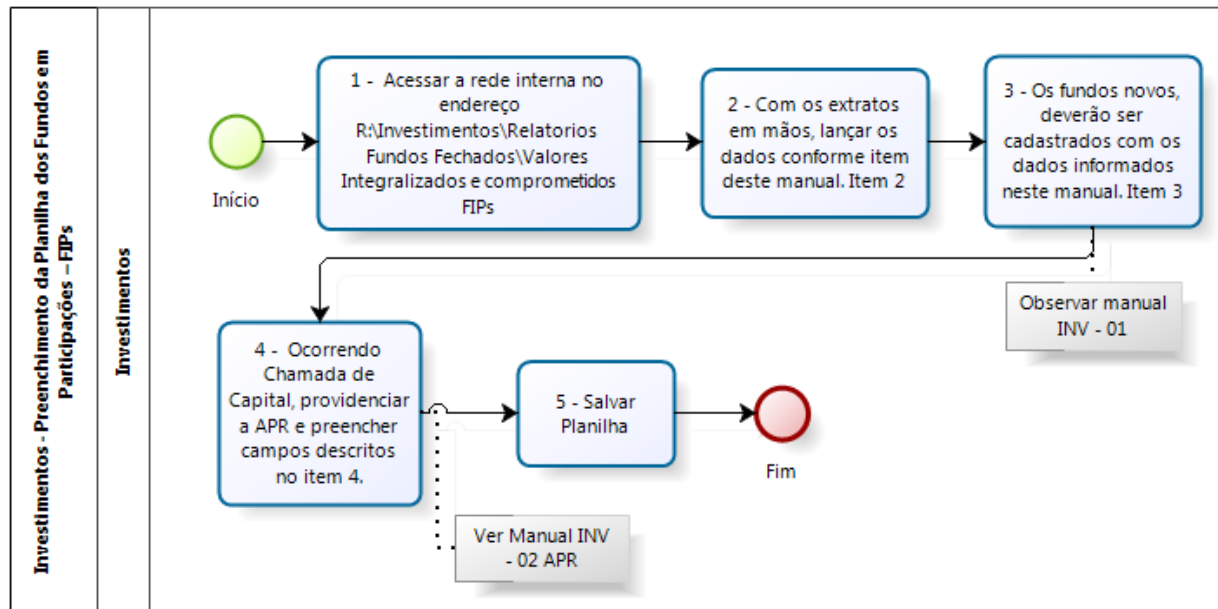 Investimentos - Preenchimento da Planilha dos Fundos em
Participações – FIPs
Investimentos
Início
1 - Acessar a rede interna no
endereço
R:\Investimentos\Relatorios
Fundos Fechados\Valores
Integralizados e comprometidos
FIPs
2 - Com os extratos
em mãos, lançar os
dados conforme item
deste manual. Item 2
3 - Os fundos novos,
deverão ser
cadastrados com os
dados informados
neste manual. Item 3
Observar manual
INV - 01
4 - Ocorrendo
Chamada de
Capital, providenciar
a APR e preencher
campos descritos
no item 4.
Ver Manual INV
- 02 APR
5 - Salvar
Planilha
Fim